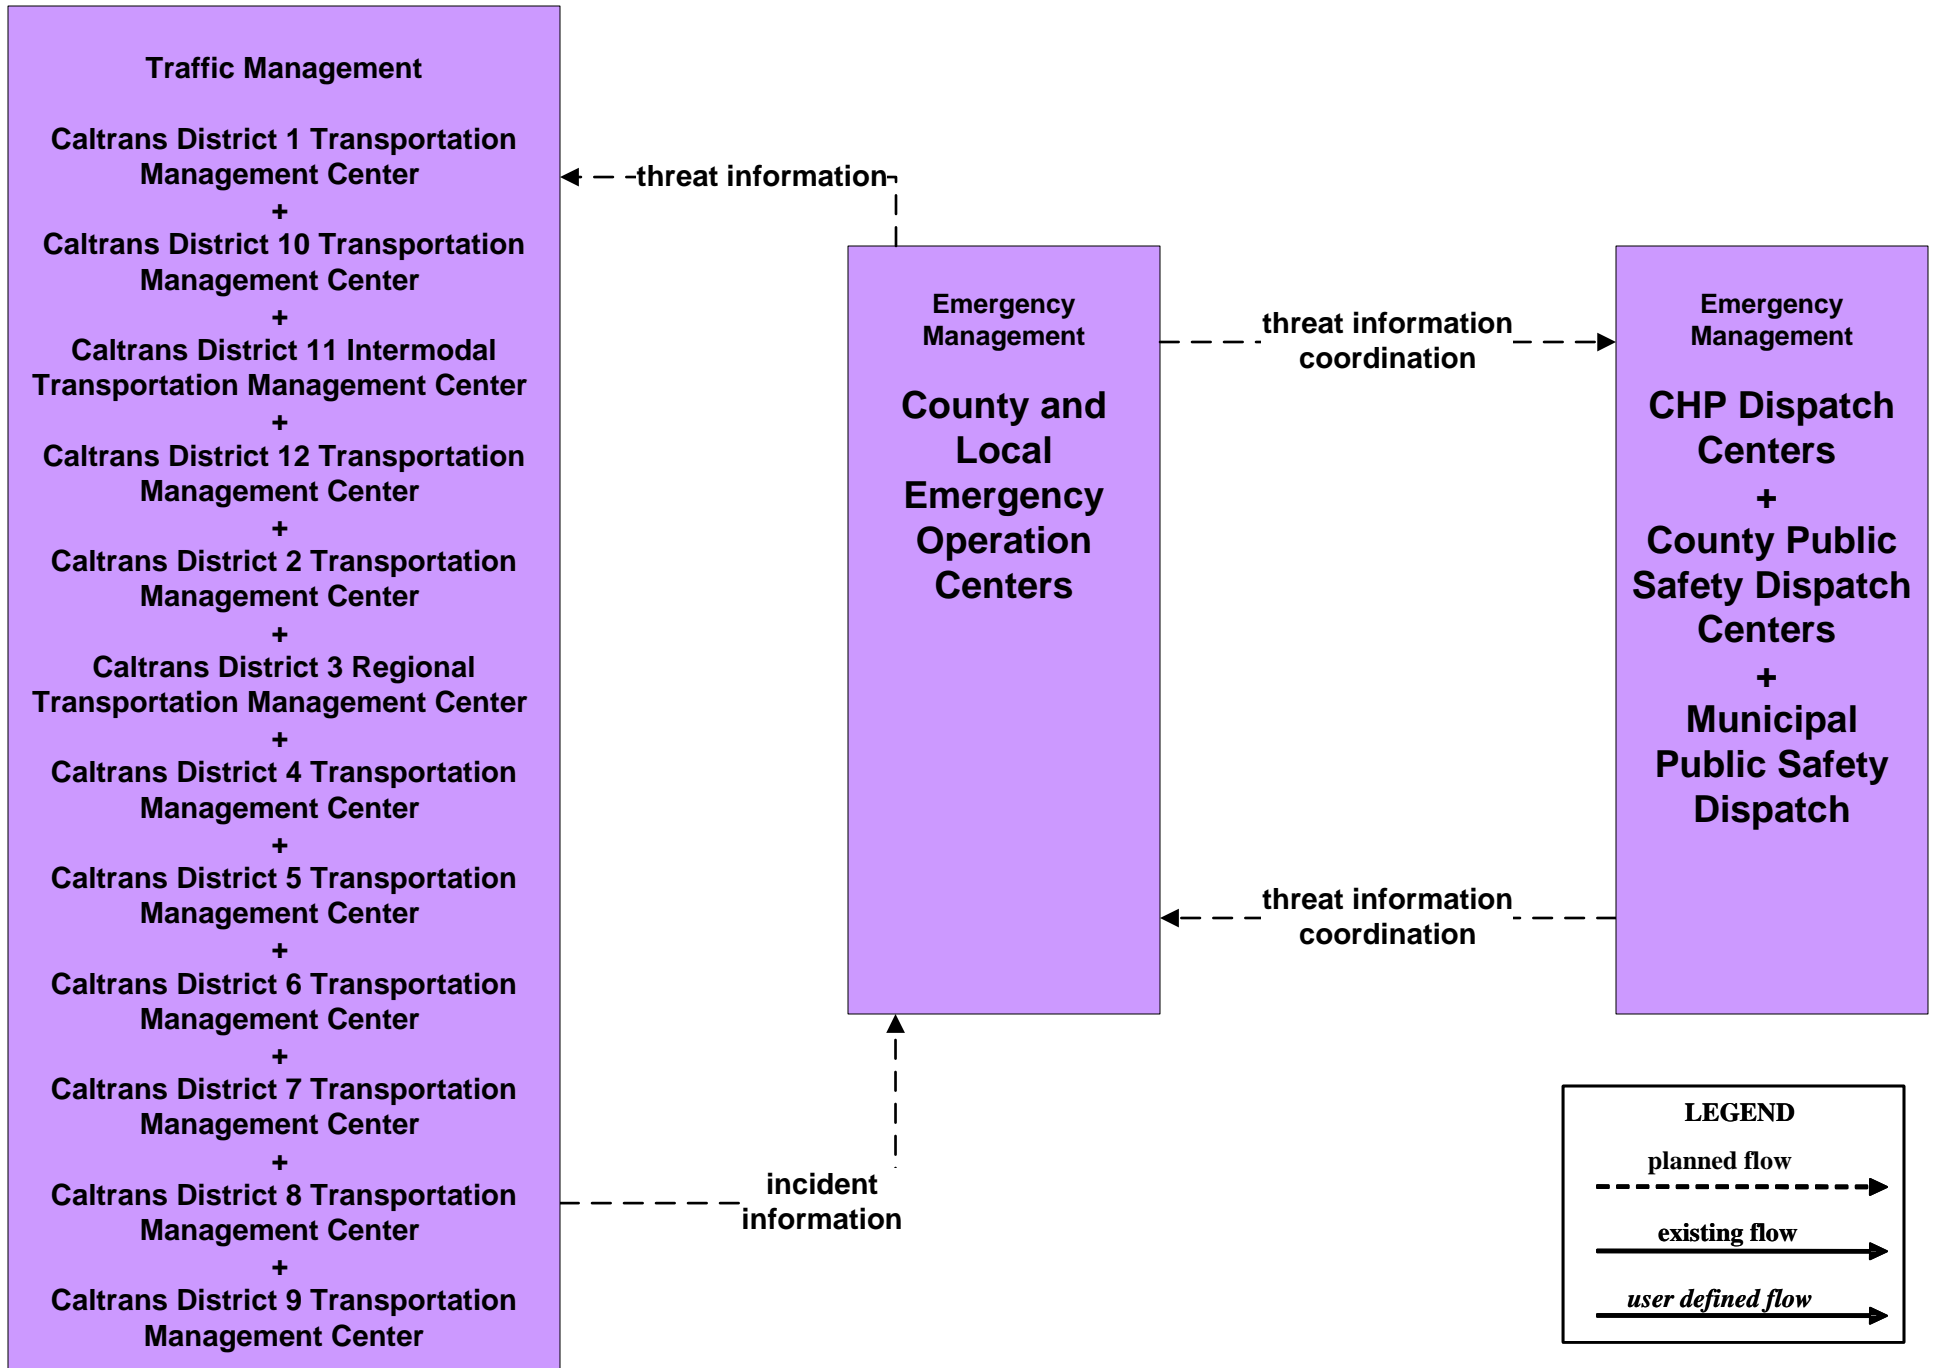 Traffic Management
Caltrans District 1 Transportation
Management Center
+
Caltrans District 10 Transportation
Management Center
+
Caltrans District 11 Intermodal
Transportation Management Center
+
Caltrans District 12 Transportation
Management Center
+
Caltrans District 2 Transportation
Management Center
+
Caltrans District 3 Regional
Transportation Management Center
+
Caltrans District 4 Transportation
Management Center
+
Caltrans District 5 Transportation
Management Center
+
Caltrans District 6 Transportation
Management Center
+
Caltrans District 7 Transportation
Management Center
+
Caltrans District 8 Transportation
Management Center
+
Caltrans District 9 Transportation
Management Center
threat information
incident
information
Emergency
Management
County and
Local
Emergency
Operation
Centers
threat information
coordination
threat information
coordination
Emergency
Management
CHP Dispatch
Centers
+
County Public
Safety Dispatch
Centers
+
Municipal
Public Safety
Dispatch
LEGEND
planned flow
existing flow
user defined flow